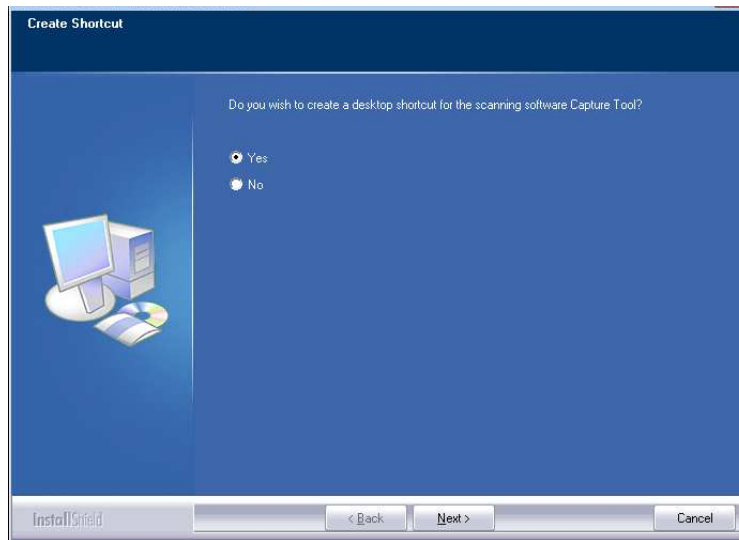 Create Shortcut
Do you wish to create a desktop shortcut for the scanning software Capture Tool?
Yes
No
InstallShield
< Back
Next >
Cancel